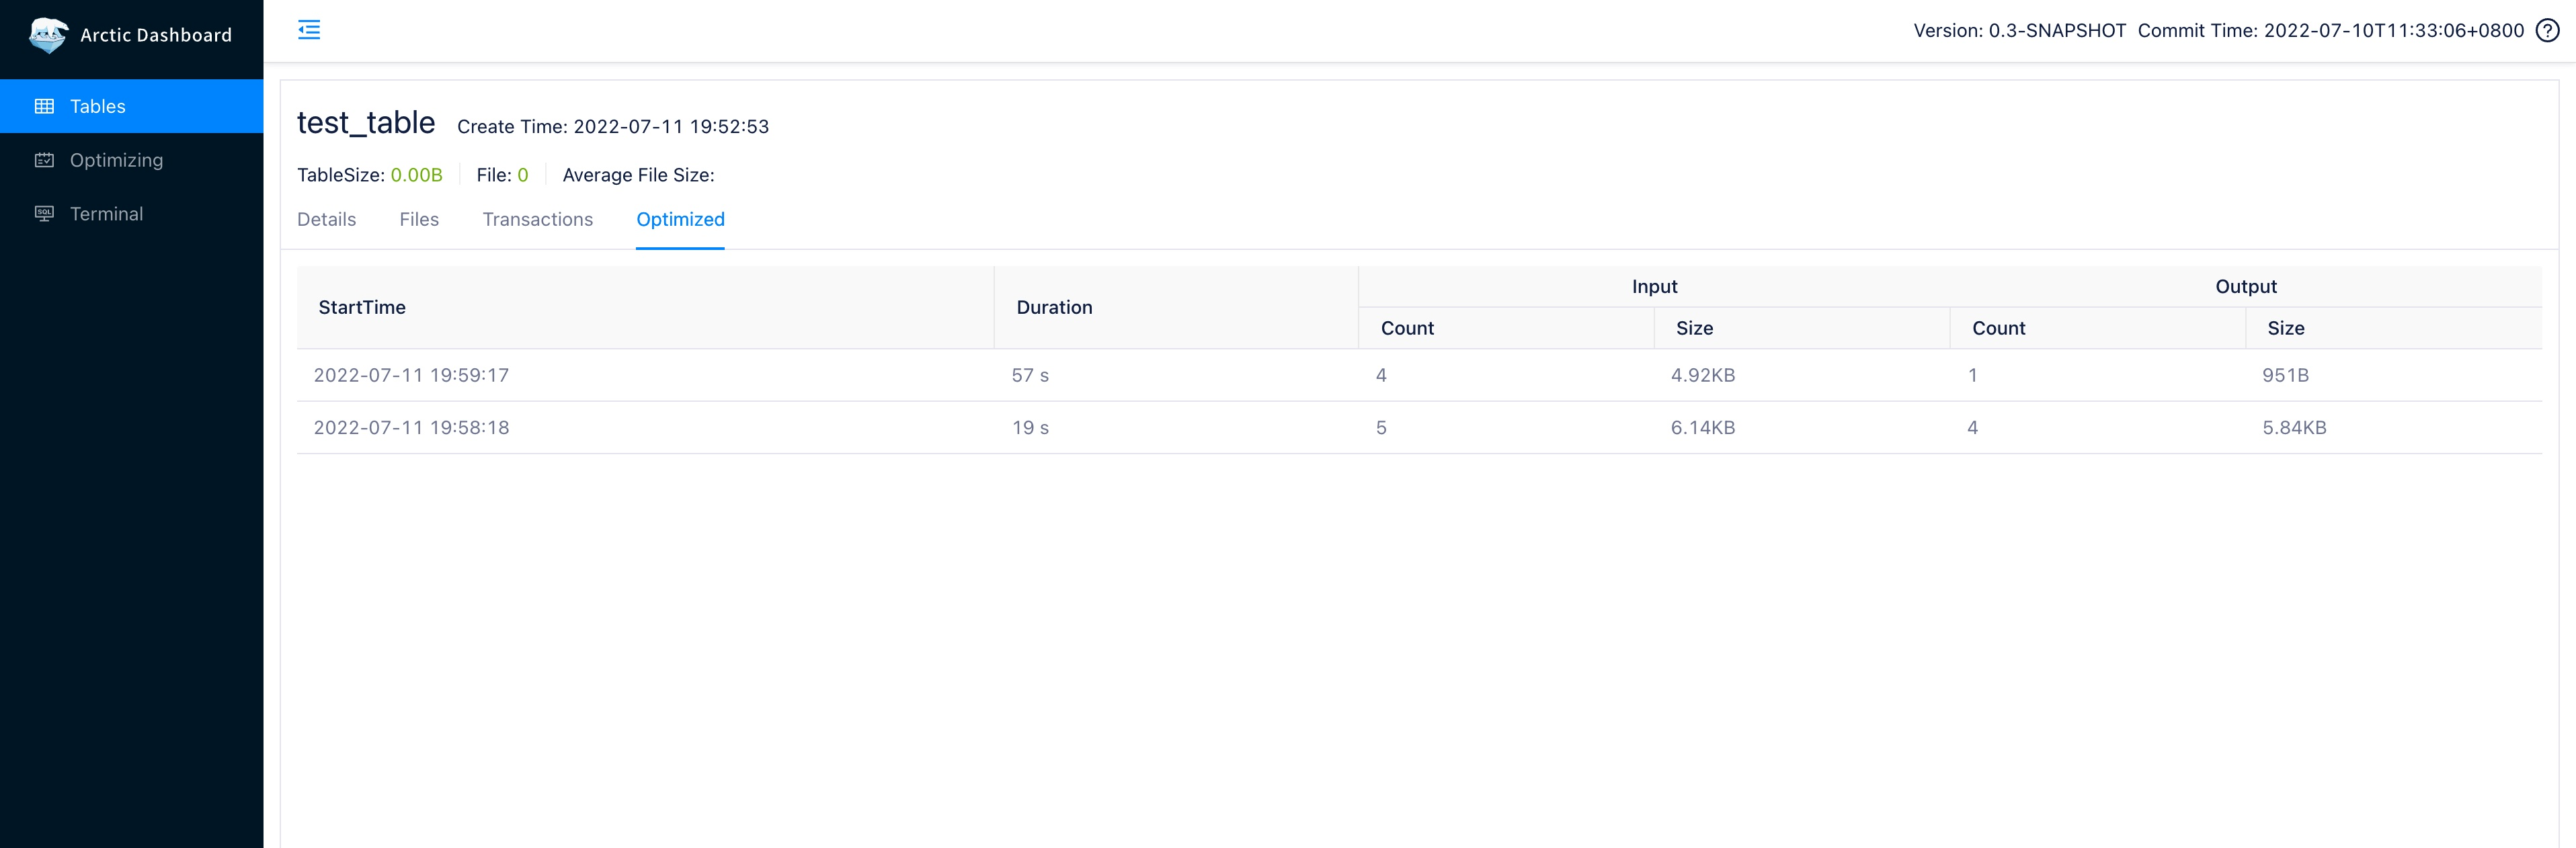 Arctic Dashboard
Version: 0.3-SNAPSHOT Commit Time: 2022-07-10T11:33:06+0800 ?
Tables
Optimizing
SQL Terminal
test_table Create Time: 2022-07-11 19:52:53
TableSize: 0.00B File: 0 Average File Size:
Details Files Transactions Optimized
StartTime Duration Input Output
Count Size Count Size
2022-07-11 19:59:17 57 s 4 4.92KB 1 951B
2022-07-11 19:58:18 19 s 5 6.14KB 4 5.84KB